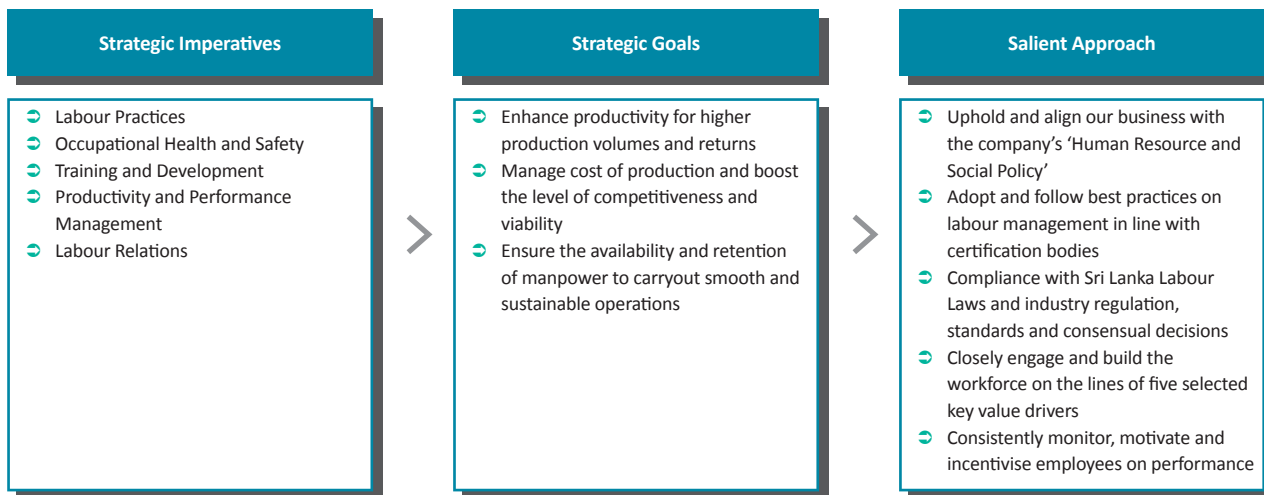 Strategic Imperatives
Labour Practices
Occupational Health and Safety
Training and Development
Productivity and Performance
Management
Labour Relations
Strategic Goals
Enhance productivity for higher
production volumes and returns
Manage cost of production and boost
the level of competitiveness and
viability
Ensure the availability and retention
of manpower to carryout smooth and
sustainable operations
Salient Approach
Uphold and align our business with
the company's ‘Human Resource and
Social Policy’
Adopt and follow best practices on
labour management in line with
certification bodies
Compliance with Sri Lanka Labour
Laws and industry regulation,
standards and consensual decisions
Closely engage and build the
workforce on the lines of five selected
key value drivers
Consistently monitor, motivate and
incentivise employees on performance